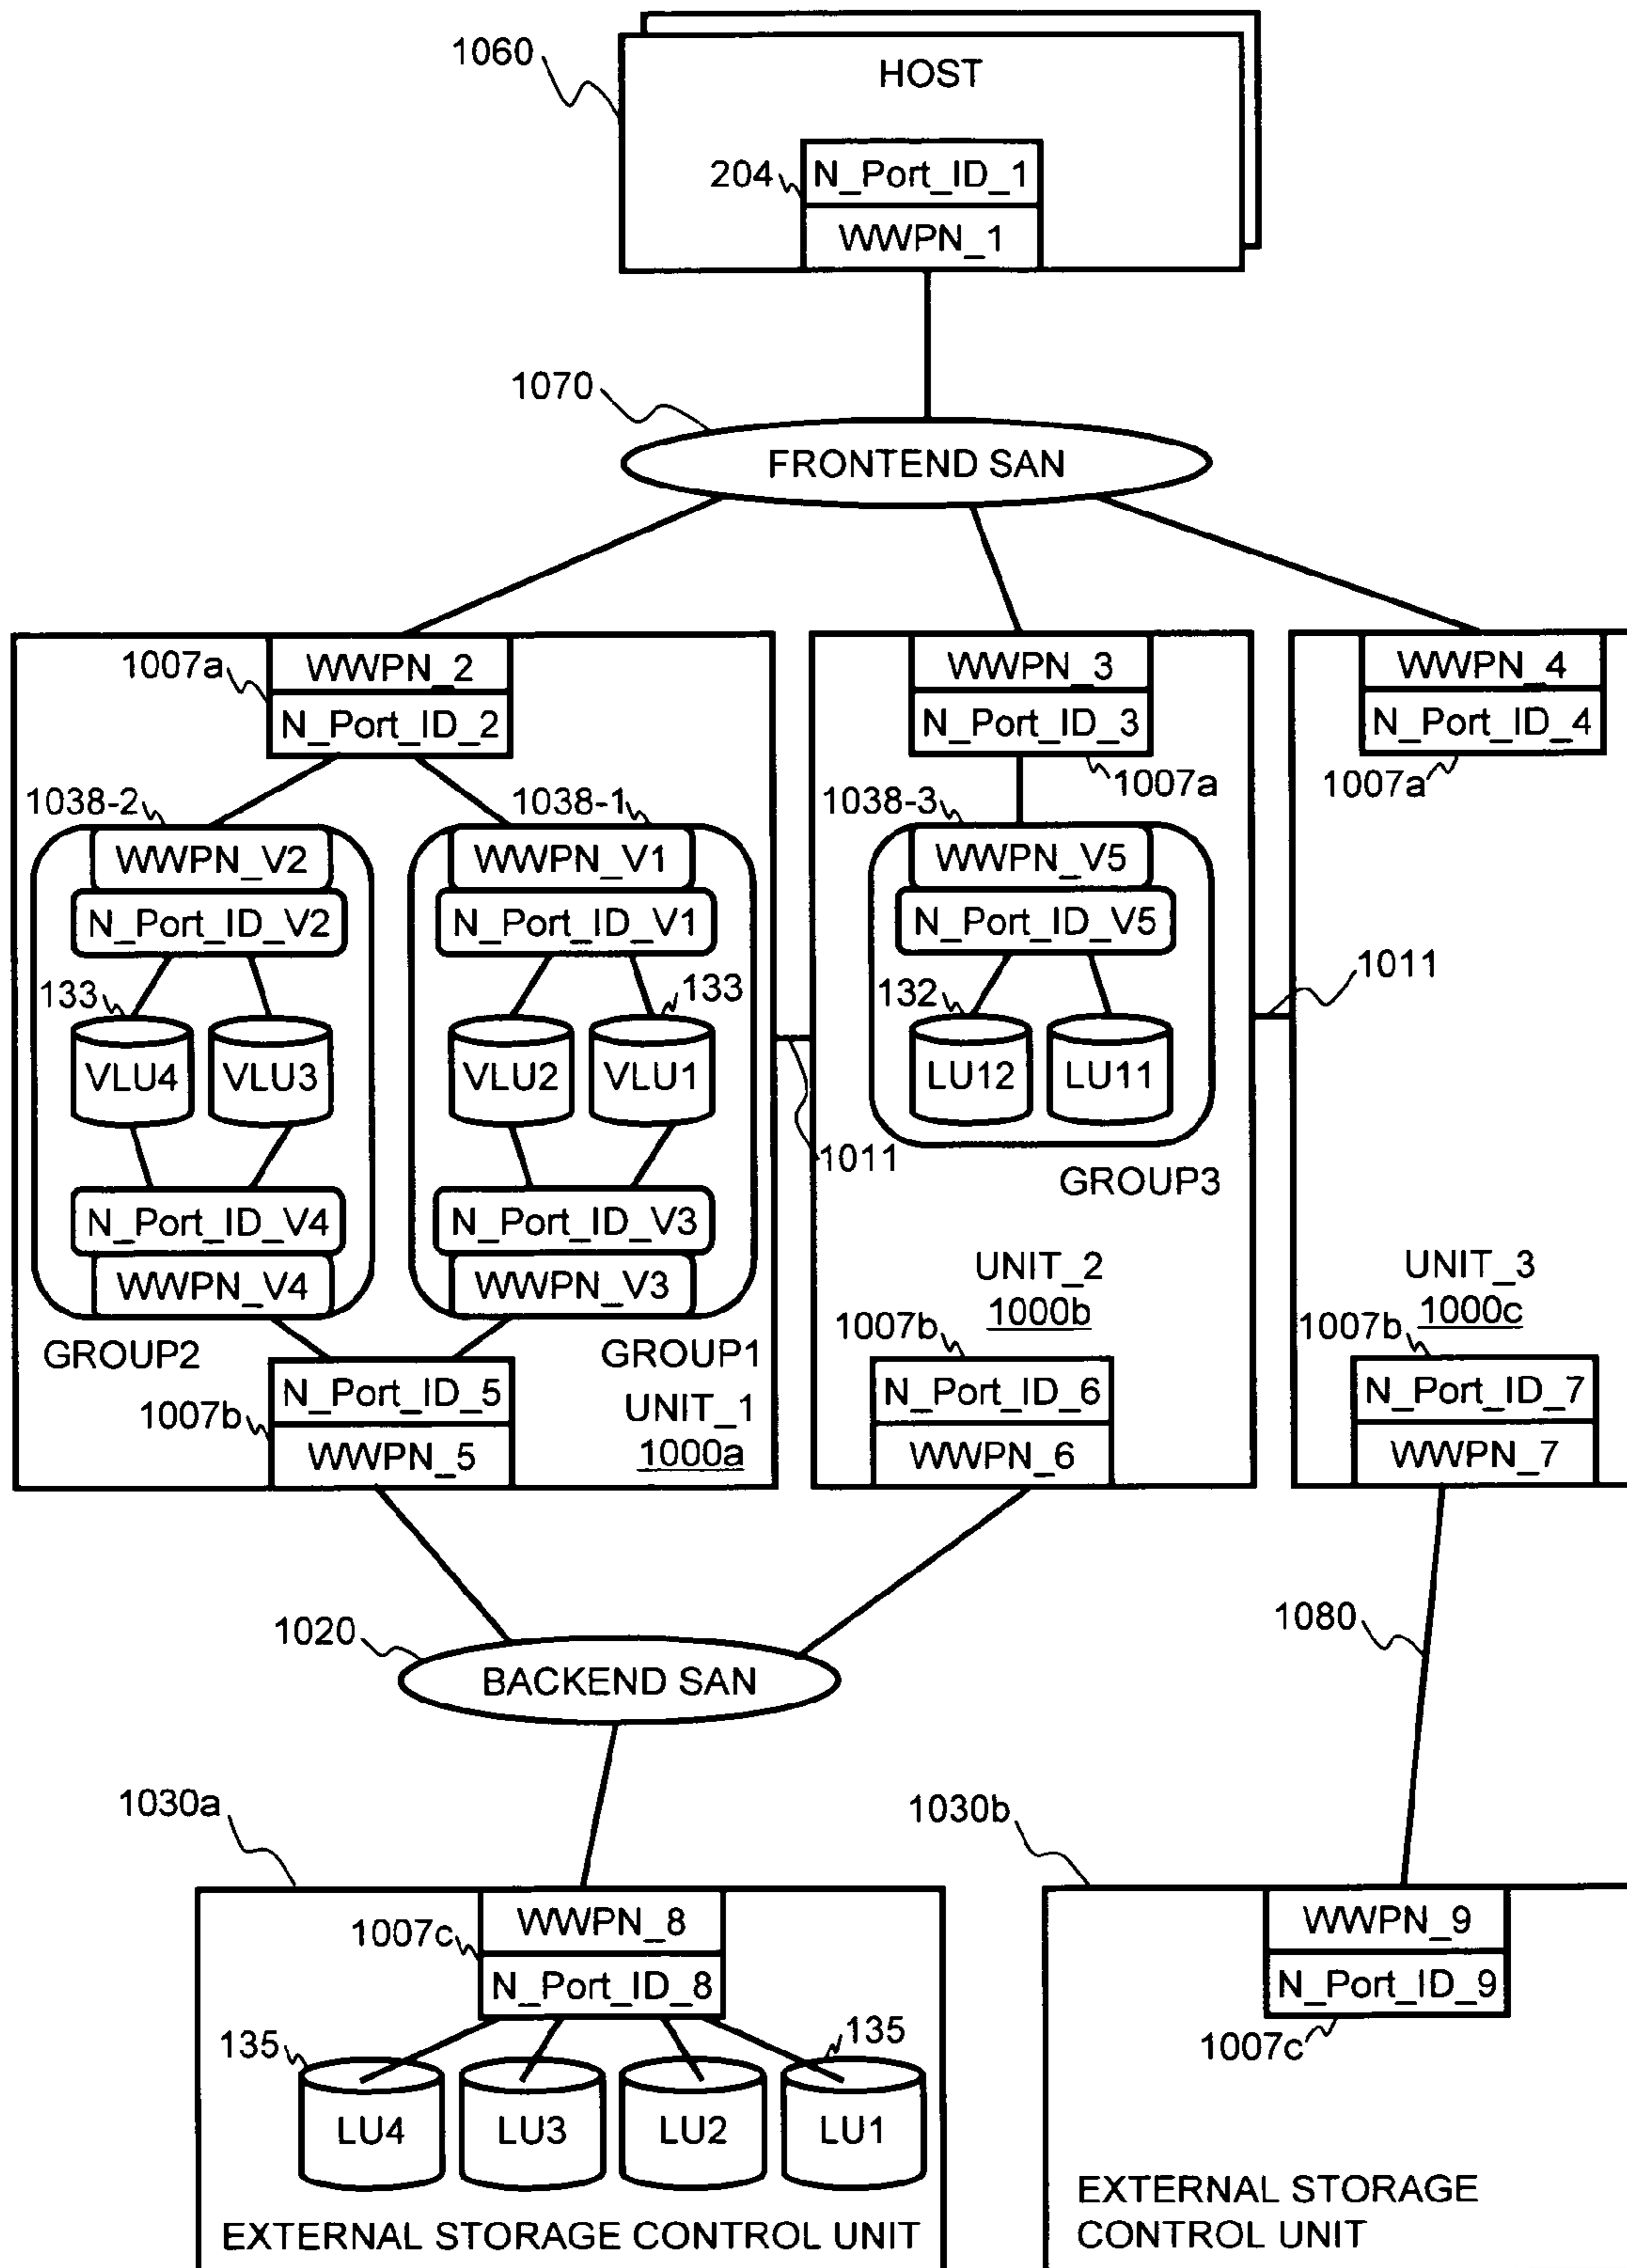 1060
HOST
204
N_Port_ID_1
WWPN_1
1070
FRONTEND SAN
1007a
WWPN_2
N_Port_ID_2
WWPN_3
N_Port_ID_3
1007a
WWPN_4
N_Port_ID_4
1007a
1038-2
WWPN_V2
N_Port_ID_V2
133
VLU4
VLU3
N_Port_ID_V4
WWPN_V4
GROUP2
1038-1
WWPN_V1
N_Port_ID_V1
133
VLU2
VLU1
N_Port_ID_V3
WWPN_V3
GROUP1
1007b
N_Port_ID_5
WWPN_5
UNIT_1
1000a
1011
1038-3
WWPN_V5
N_Port_ID_V5
132
LU12
LU11
GROUP3
UNIT_2
1000b
1007b
N_Port_ID_6
WWPN_6
1011
UNIT_3
1000c
1007b
N_Port_ID_7
WWPN_7
1020
BACKEND SAN
1080
1030a
WWPN_8
1007c
N_Port_ID_8
135
135
LU4
LU3
LU2
LU1
EXTERNAL STORAGE CONTROL UNIT
1030b
WWPN_9
N_Port_ID_9
1007c
EXTERNAL STORAGE
CONTROL UNIT